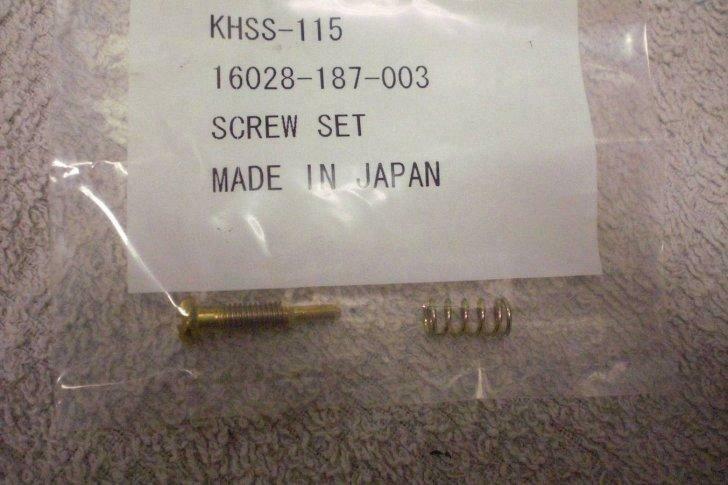 KHSS-115
16028-187-003
SCREW SET
MADE IN JAPAN